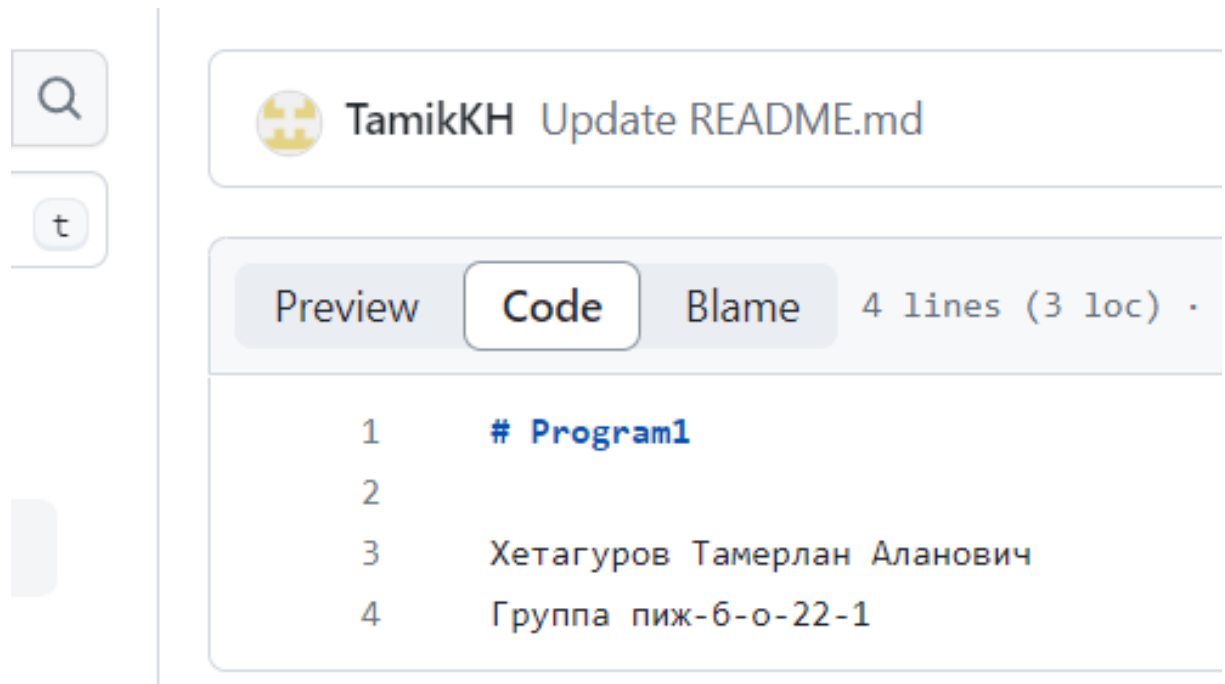 TamikKH Update README.md
t
Preview Code Blame 4 lines (3 loc) ·
1 # Program1
2
3 Хетагуров Тамерлан Аланович
4 Группа пиж-б-о-22-1